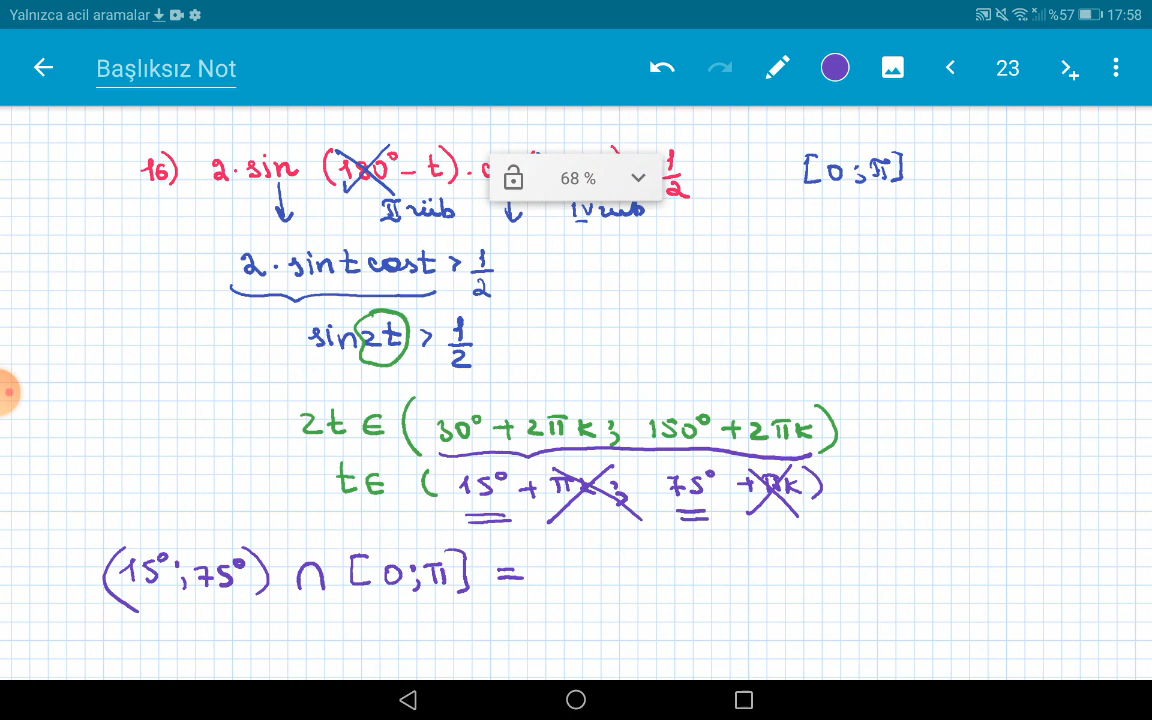 Yalnızca acil aramalar %57 17:58
Başlıksız Not 23
16) 2·sin (180° - t) · 1/2 [0;π]
68 %
II rüb IV rüb
2·sint cost > 1/2
sin2t > 1/2
2t ∈ (30° + 2πk; 150° + 2πk)
t ∈ (15° + πk; 75° + πk)
(15°;75°) ∩ [0;π] =